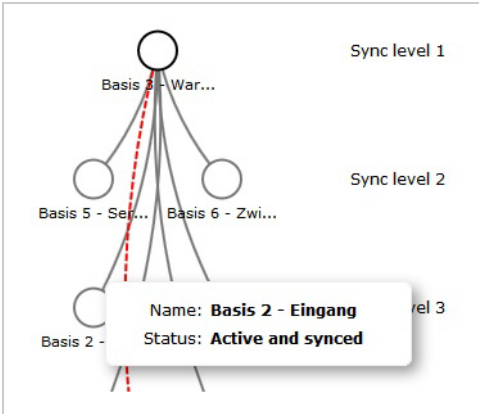 Sync level 1
Basis 3 - War...
Sync level 2
Basis 5 - Ser... Basis 6 - Zwi...
Name: Basis 2 - Eingang
vel 3
Basis 2 -
Status: Active and synced